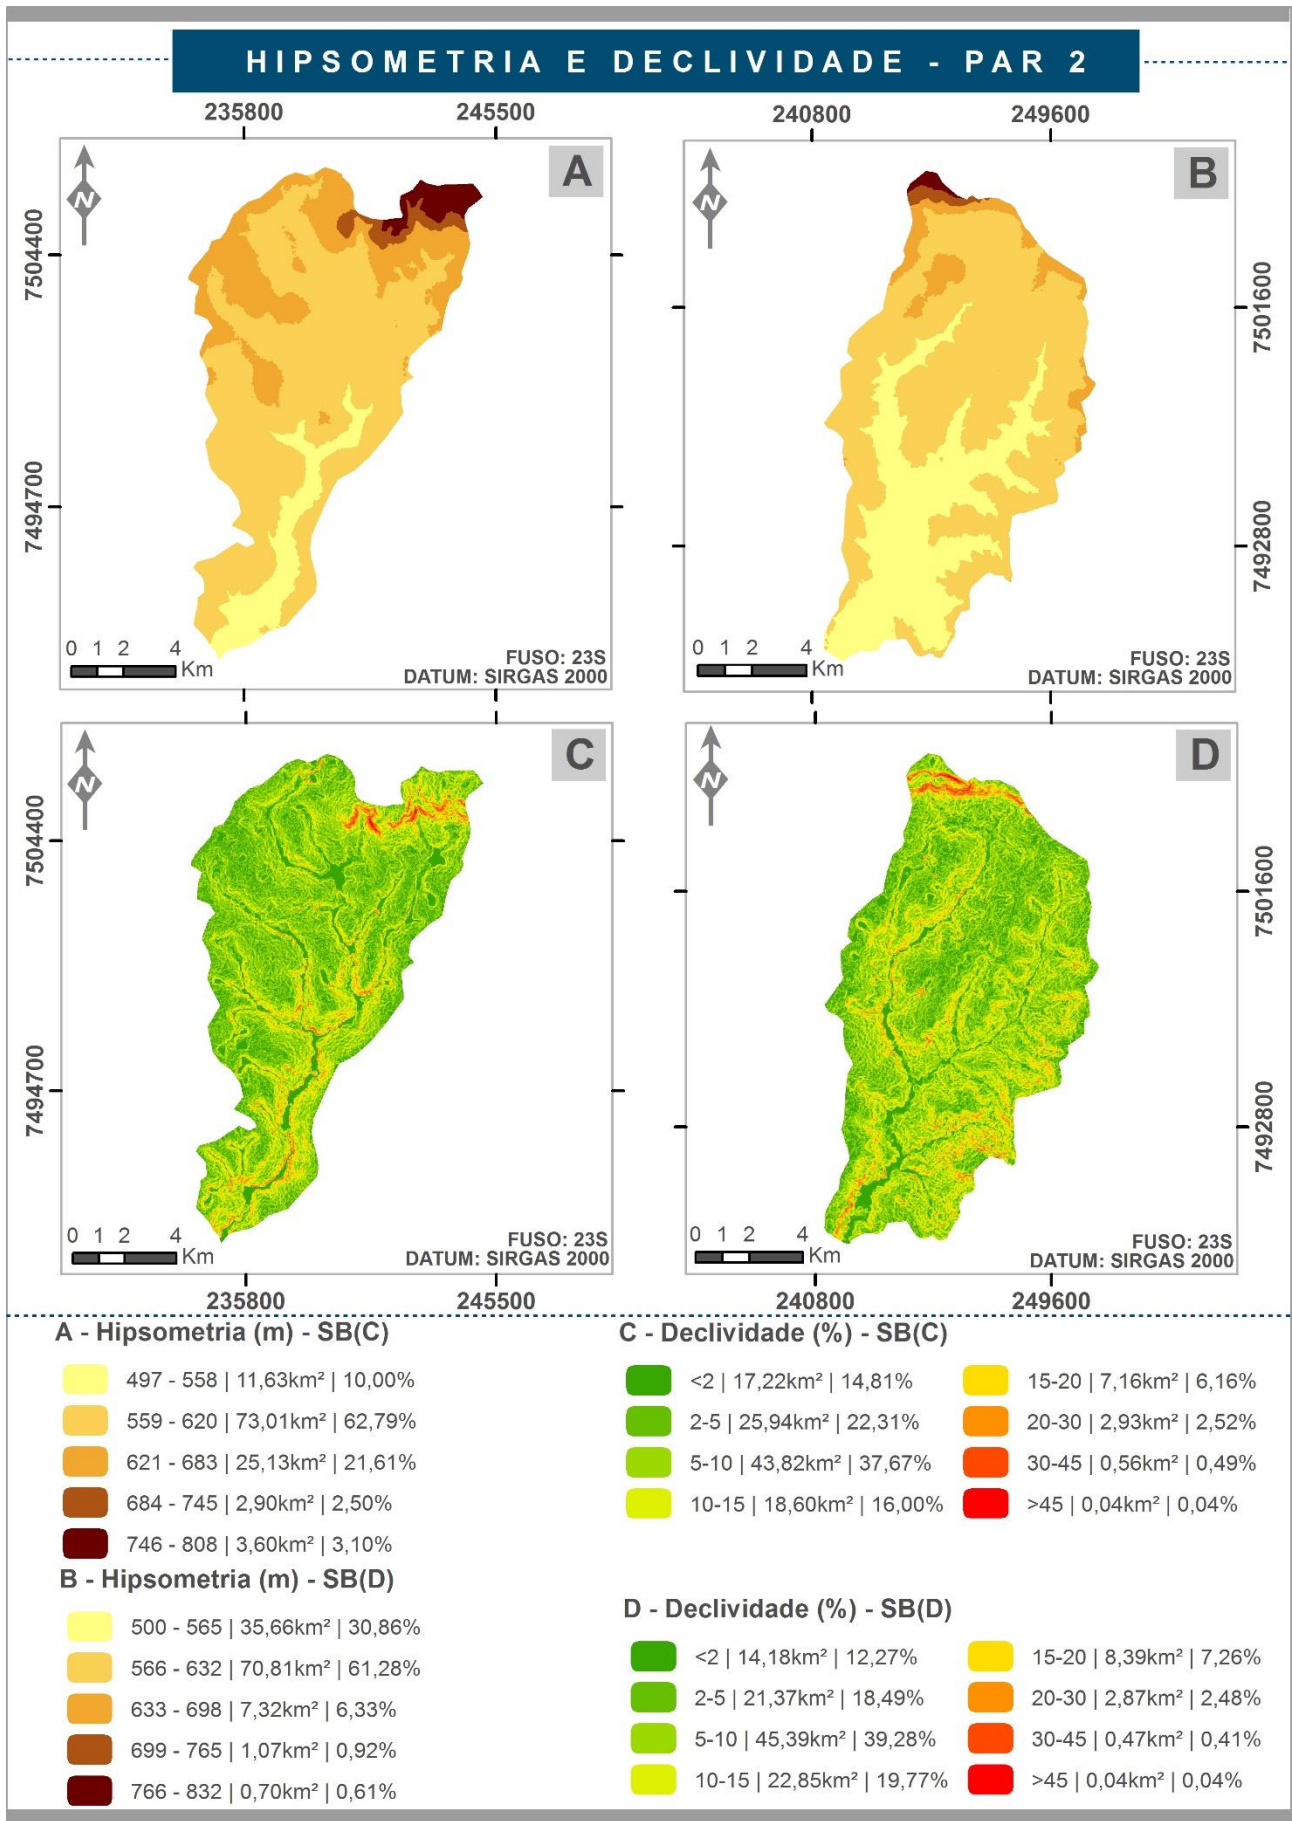 HIPSOMETRIA E DECLIVIDADE - PAR 2
235800 245500
240800 249600
N
A
7504400
7494700
0 1 2 4
Km
FUSO: 23S
DATUM: SIRGAS 2000
N
B
7501600
7492800
0 1 2 4
Km
FUSO: 23S
DATUM: SIRGAS 2000
N
C
7504400
7494700
0 1 2 4
Km
FUSO: 23S
DATUM: SIRGAS 2000
235800 245500
N
D
7501600
7492800
0 1 2 4
Km
FUSO: 23S
DATUM: SIRGAS 2000
240800 249600
A - Hipsometria (m) - SB(C)
497 - 558 | 11,63km² | 10,00%
559 - 620 | 73,01km² | 62,79%
621 - 683 | 25,13km² | 21,61%
684 - 745 | 2,90km² | 2,50%
746 - 808 | 3,60km² | 3,10%
B - Hipsometria (m) - SB(D)
500 - 565 | 35,66km² | 30,86%
566 - 632 | 70,81km² | 61,28%
633 - 698 | 7,32km² | 6,33%
699 - 765 | 1,07km² | 0,92%
766 - 832 | 0,70km² | 0,61%
C - Declividade (%) - SB(C)
<2 | 17,22km² | 14,81%
2-5 | 25,94km² | 22,31%
5-10 | 43,82km² | 37,67%
10-15 | 18,60km² | 16,00%
15-20 | 7,16km² | 6,16%
20-30 | 2,93km² | 2,52%
30-45 | 0,56km² | 0,49%
>45 | 0,04km² | 0,04%
D - Declividade (%) - SB(D)
<2 | 14,18km² | 12,27%
2-5 | 21,37km² | 18,49%
5-10 | 45,39km² | 39,28%
10-15 | 22,85km² | 19,77%
15-20 | 8,39km² | 7,26%
20-30 | 2,87km² | 2,48%
30-45 | 0,47km² | 0,41%
>45 | 0,04km² | 0,04%